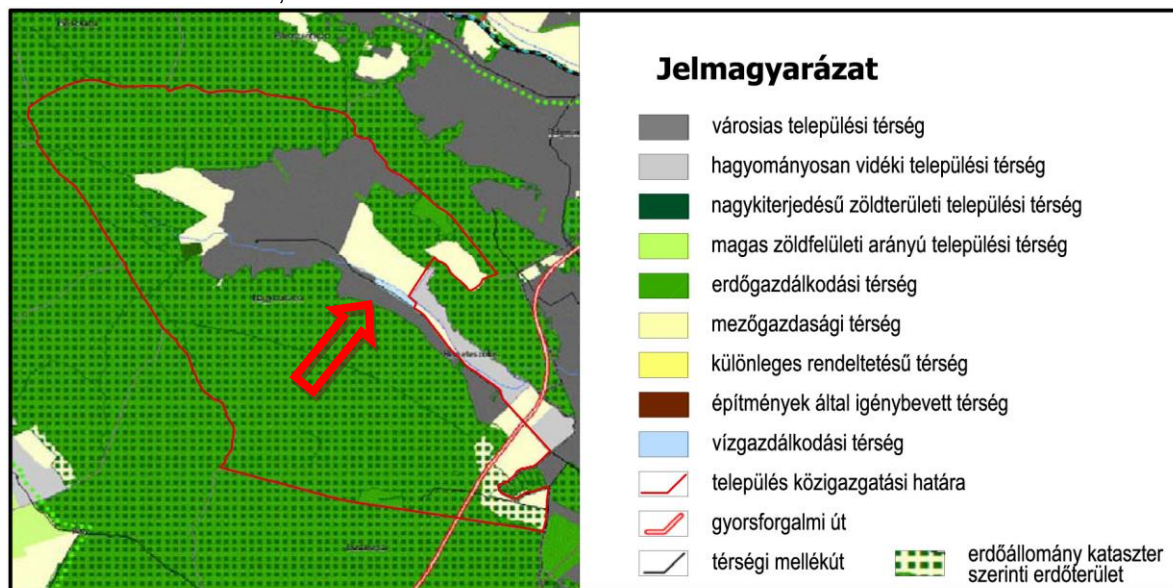 Jelmagyarázat
városias települési térség
hagyományosan vidéki települési térség
nagykiterjedésű zöldterületi települési térség
magas zöldfelületi arányú települési térség
erdőgazdálkodási térség
mezőgazdasági térség
különleges rendeltetésű térség
építmények által igénybevett térség
vízgazdálkodási térség
település közigazgatási határa
gyorsforgalmi út
térségi mellékút
erdőállomány kataszter
szerinti erdőterület